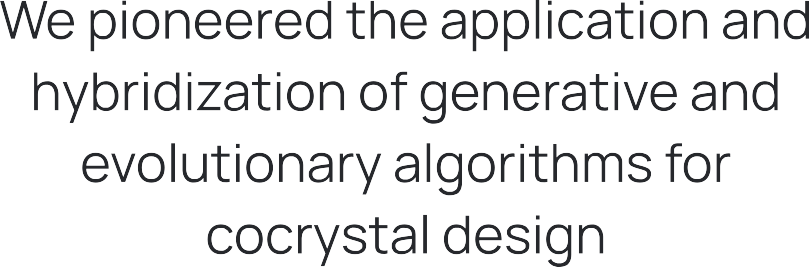 We pioneered the application and
hybridization of generative and
evolutionary algorithms for
cocrystal design